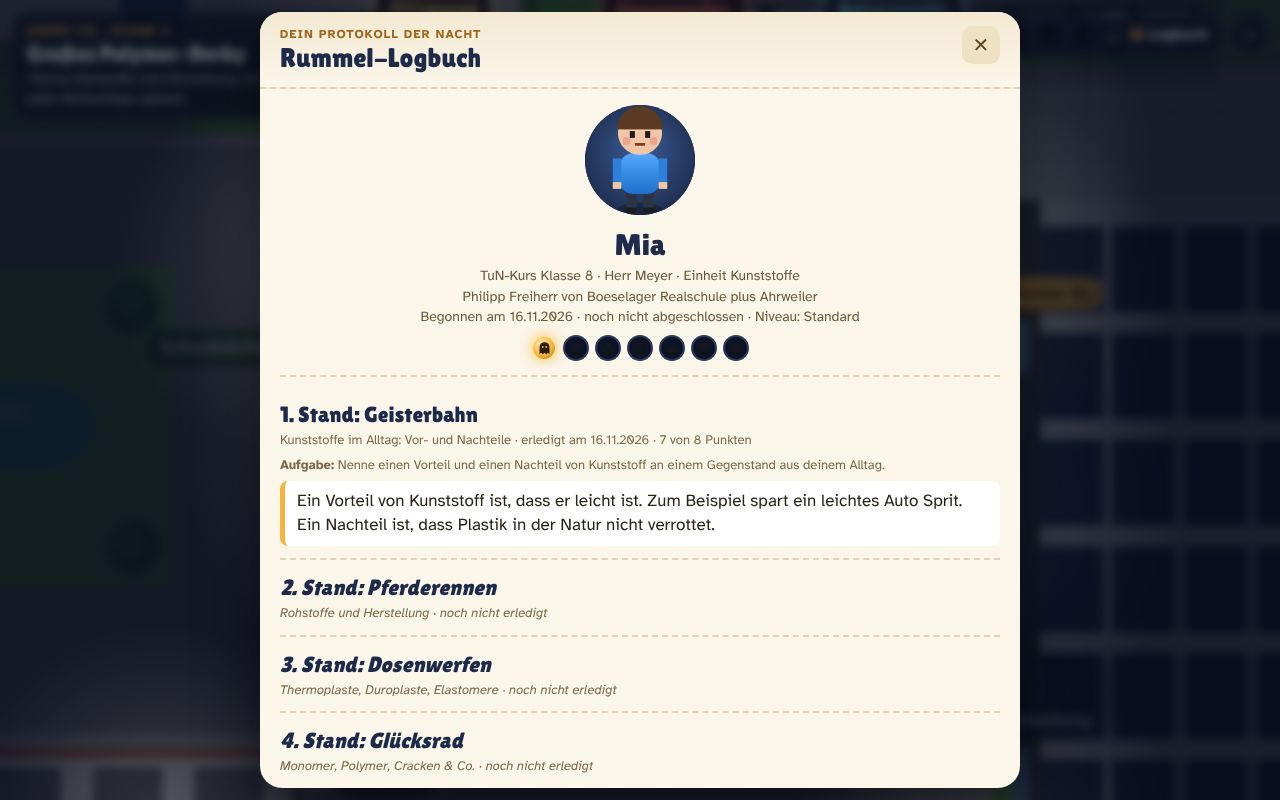 DEIN PROTOKOLL DER NACHT
Rummel-Logbuch
Mia
TuN-Kurs Klasse 8 · Herr Meyer · Einheit Kunststoffe
Philipp Freiherr von Boeselager Realschule plus Ahrweiler
Begonnen am 16.11.2026 · noch nicht abgeschlossen · Niveau: Standard
1. Stand: Geisterbahn
Kunststoffe im Alltag: Vor- und Nachteile · erledigt am 16.11.2026 · 7 von 8 Punkten
Aufgabe: Nenne einen Vorteil und einen Nachteil von Kunststoff an einem Gegenstand aus deinem Alltag.
Ein Vorteil von Kunststoff ist, dass er leicht ist. Zum Beispiel spart ein leichtes Auto Sprit.
Ein Nachteil ist, dass Plastik in der Natur nicht verrottet.
2. Stand: Pferderennen
Rohstoffe und Herstellung · noch nicht erledigt
3. Stand: Dosenwerfen
Thermoplaste, Duroplaste, Elastomere · noch nicht erledigt
4. Stand: Glücksrad
Monomer, Polymer, Cracken & Co. · noch nicht erledigt